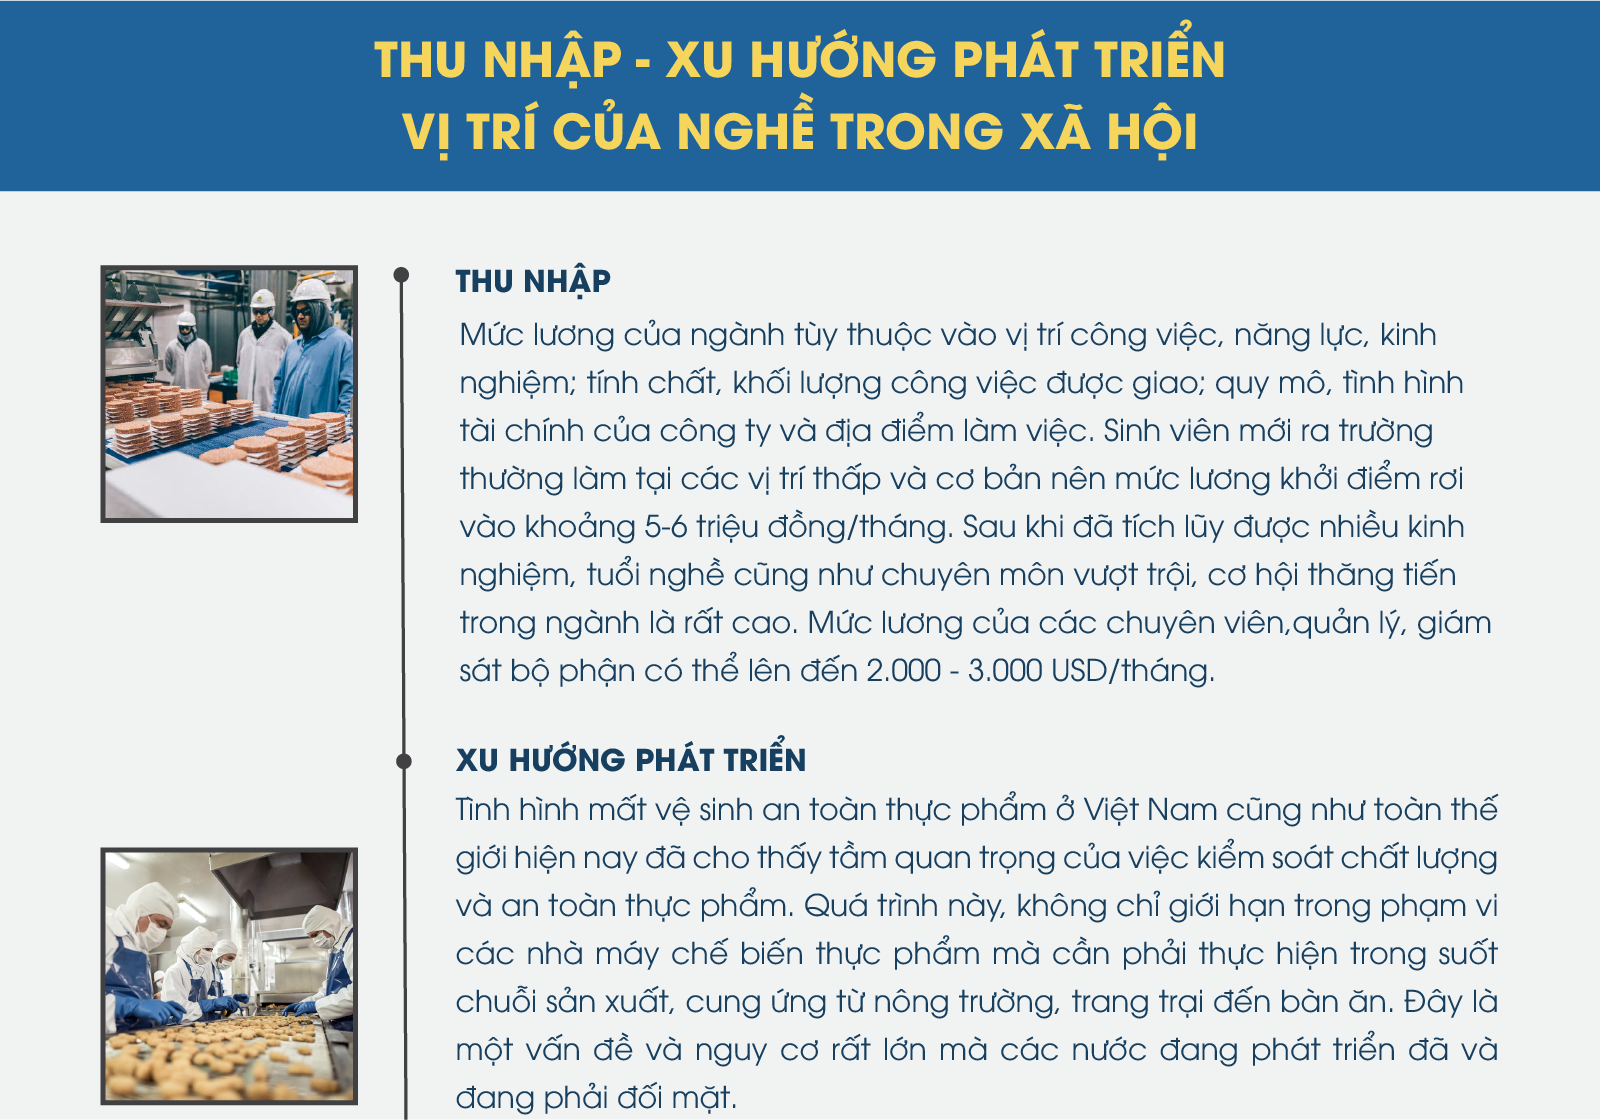 THU NHẬP - XU HƯỚNG PHÁT TRIỂN
VỊ TRÍ CỦA NGHỀ TRONG XÃ HỘI
THU NHẬP
Mức lương của ngành tùy thuộc vào vị trí công việc, năng lực, kinh
nghiệm; tính chất, khối lượng công việc được giao; quy mô, tình hình
tài chính của công ty và địa điểm làm việc. Sinh viên mới ra trường
thường làm tại các vị trí thấp và cơ bản nên mức lương khởi điểm rơi
vào khoảng 5-6 triệu đồng/tháng. Sau khi đã tích lũy được nhiều kinh
nghiệm, tuổi nghề cũng như chuyên môn vượt trội, cơ hội thăng tiến
trong ngành là rất cao. Mức lương của các chuyên viên,quản lý, giám
sát bộ phận có thể lên đến 2.000 - 3.000 USD/tháng.
XU HƯỚNG PHÁT TRIỂN
Tình hình mất vệ sinh an toàn thực phẩm ở Việt Nam cũng như toàn thế
giới hiện nay đã cho thấy tầm quan trọng của việc kiểm soát chất lượng
và an toàn thực phẩm. Quá trình này, không chỉ giới hạn trong phạm vi
các nhà máy chế biến thực phẩm mà cần phải thực hiện trong suốt
chuỗi sản xuất, cung ứng từ nông trường, trang trại đến bàn ăn. Đây là
một vấn đề và nguy cơ rất lớn mà các nước đang phát triển đã và
đang phải đối mặt.